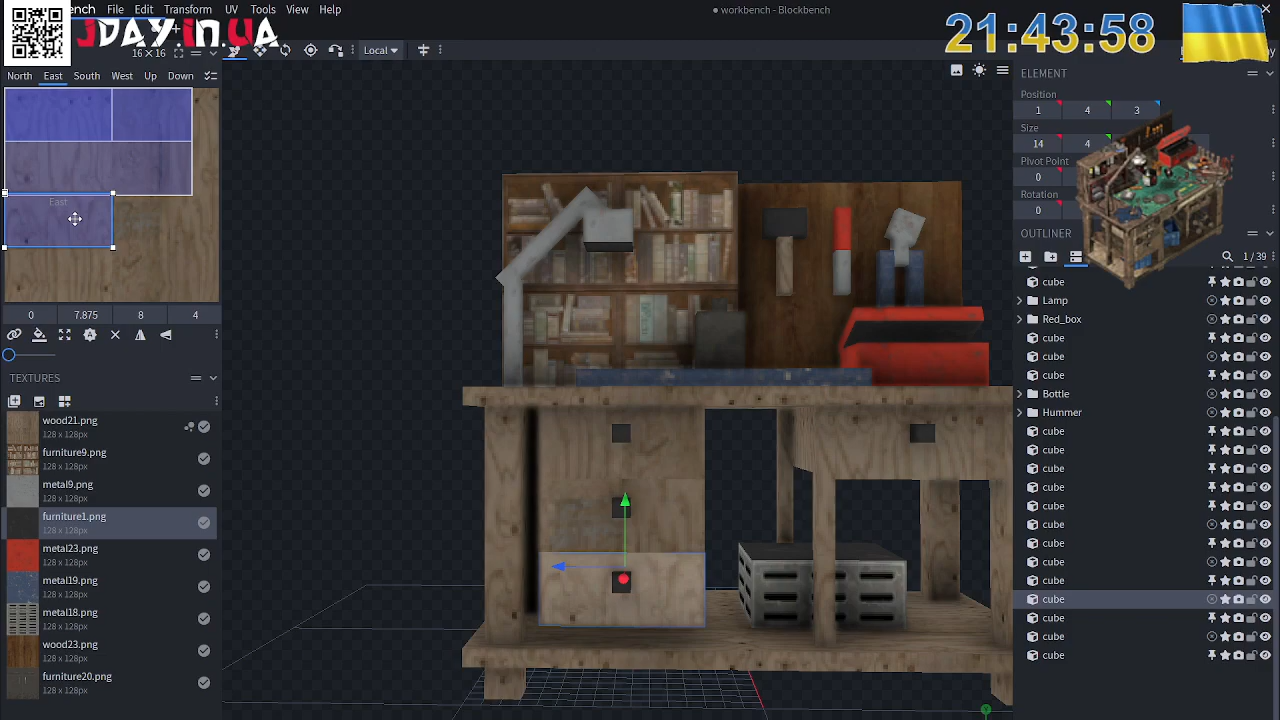 JDAY.IN.UA
nch File Edit Transform UV Tools View Help
workbench - Blockbench
21:43:58
16×16
Local
North East South West Up Down
East
0 7.875 8 4
TEXTURES
wood21.png
128 x 128px
furniture9.png
128 x 128px
metal9.png
128 x 128px
furniture1.png
128 x 128px
metal23.png
128 x 128px
metal19.png
128 x 128px
metal18.png
128 x 128px
wood23.png
128 x 128px
furniture20.png
128 x 128px
ELEMENT
Position
1 4 3
Size
14 4
Pivot Point
0
Rotation
0
OUTLINER
1/39
cube
Lamp
Red_box
cube
cube
cube
Bottle
Hummer
cube
cube
cube
cube
cube
cube
cube
cube
cube
cube
cube
cube
cube